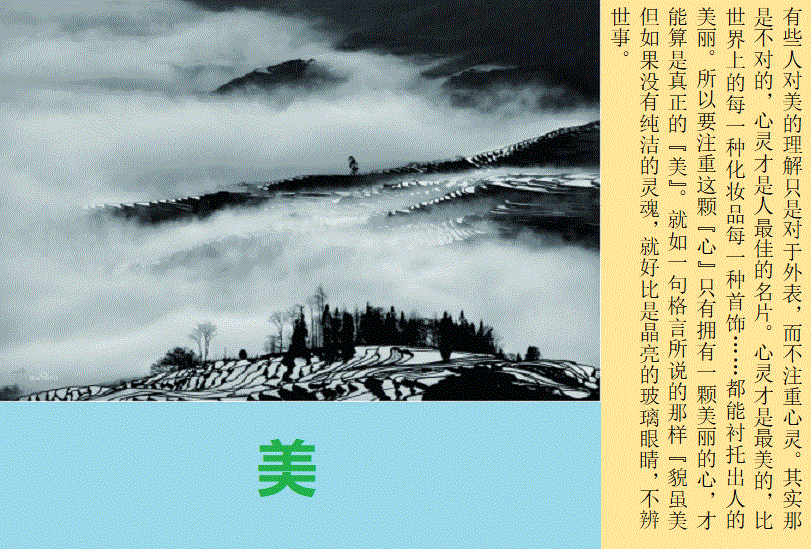 有些人对美的理解只是对于外表，而不注重心灵。其实那
是不对的，心灵才是人最佳的名片。心灵才是最美的，比
世界上的每一种化妆品每一种首饰……都能衬托出人的
美丽。所以要注重这颗『心』只有拥有一颗美丽的心，才
能算是真正的『美』。就如一句格言所说的那样『貌虽美
但如果没有纯洁的灵魂，就好比是晶亮的玻璃眼睛，不辨
世事。
美